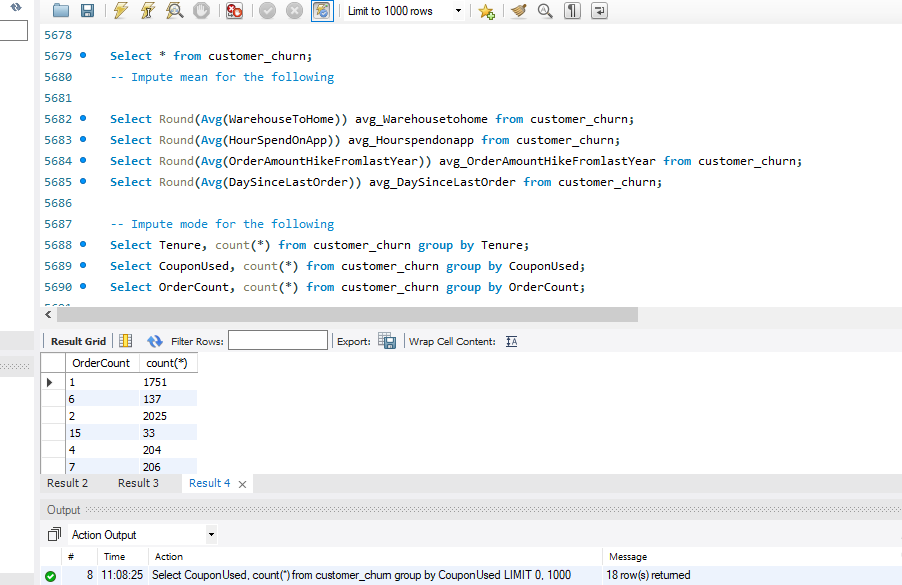 Limit to 1000 rows
5678
5679 Select * from customer_churn;
5680 -- Impute mean for the following
5681
5682 Select Round(Avg(WarehouseToHome)) avg_Warehousetohome from customer_churn;
5683 Select Round(Avg(HourSpendOnApp)) avg_Hourspendonapp from customer_churn;
5684 Select Round(Avg(OrderAmountHikeFromlastYear)) avg_OrderAmountHikeFromlastYear from customer_churn;
5685 Select Round(Avg(DaySinceLastOrder)) avg_DaySinceLastOrder from customer_churn;
5686
5687 -- Impute mode for the following
5688 Select Tenure, count(*) from customer_churn group by Tenure;
5689 Select CouponUsed, count(*) from customer_churn group by CouponUsed;
5690 Select OrderCount, count(*) from customer_churn group by OrderCount;
Result Grid Filter Rows: Export: Wrap Cell Content:
OrderCount count(*)
1 1751
6 137
2 2025
15 33
4 204
7 206
Result 2 Result 3 Result 4
Output
Action Output
# Time Action Message
8 11:08:25 Select CouponUsed, count(*) from customer_churn group by CouponUsed LIMIT 0, 1000 18 row(s) returned